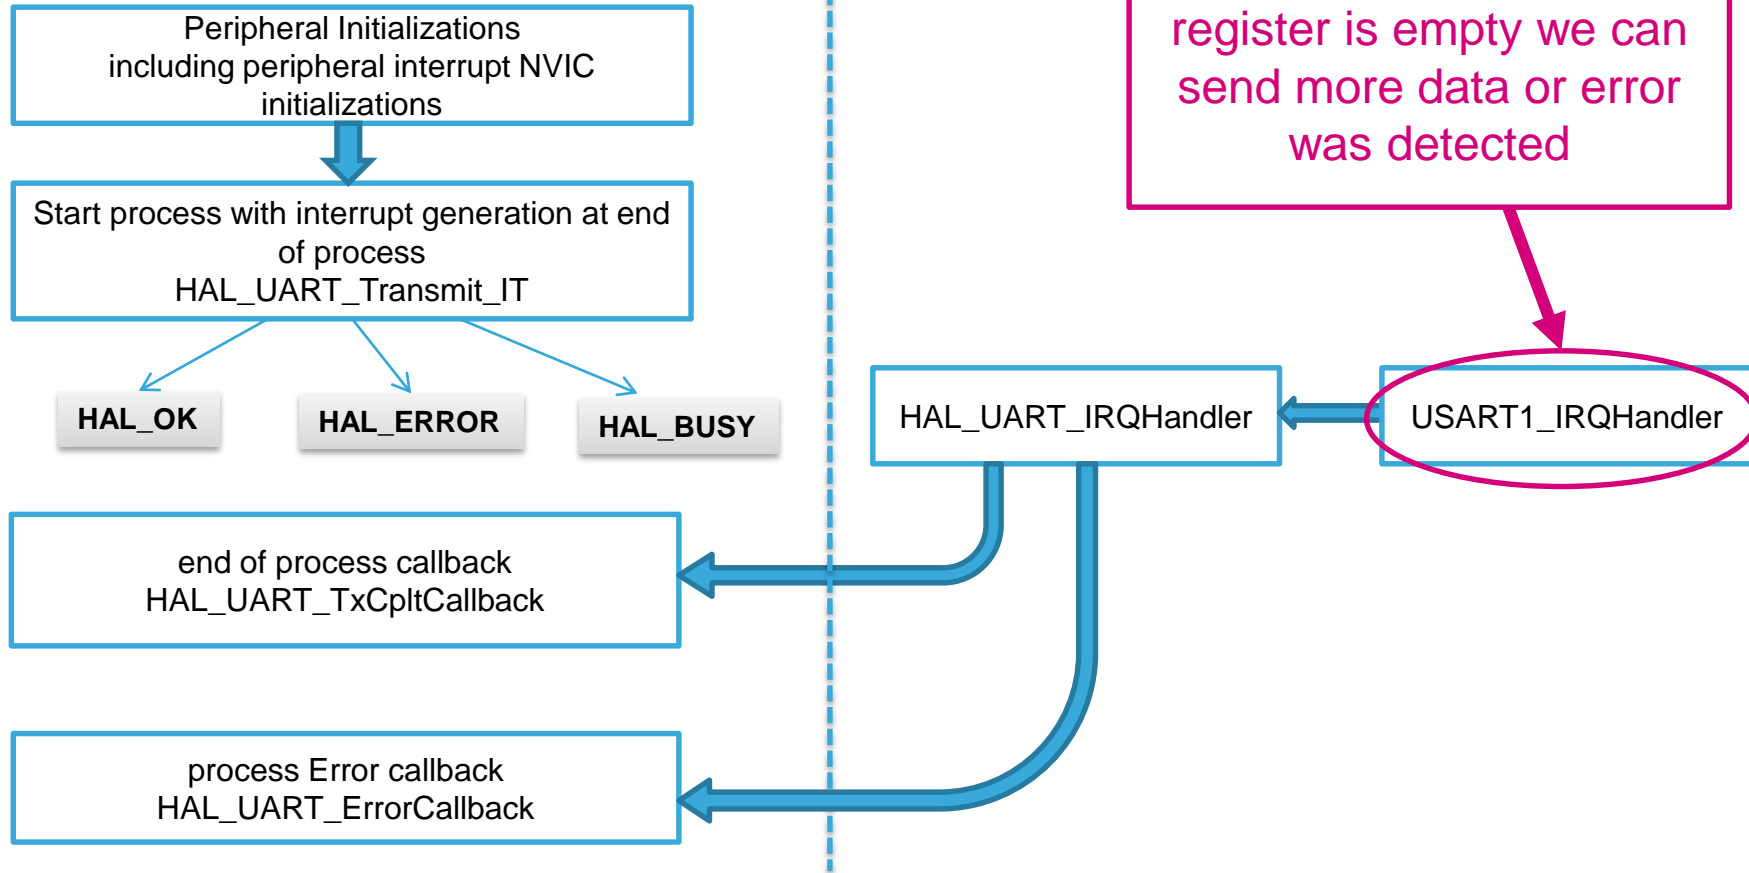 Peripheral Initializations
including peripheral interrupt NVIC
initializations
Start process with interrupt generation at end
of process
HAL_UART_Transmit_IT
HAL_OK
HAL_ERROR
HAL_BUSY
end of process callback
HAL_UART_TxCpltCallback
process Error callback
HAL_UART_ErrorCallback
register is empty we can
send more data or error
was detected
HAL_UART_IRQHandler
USART1_IRQHandler